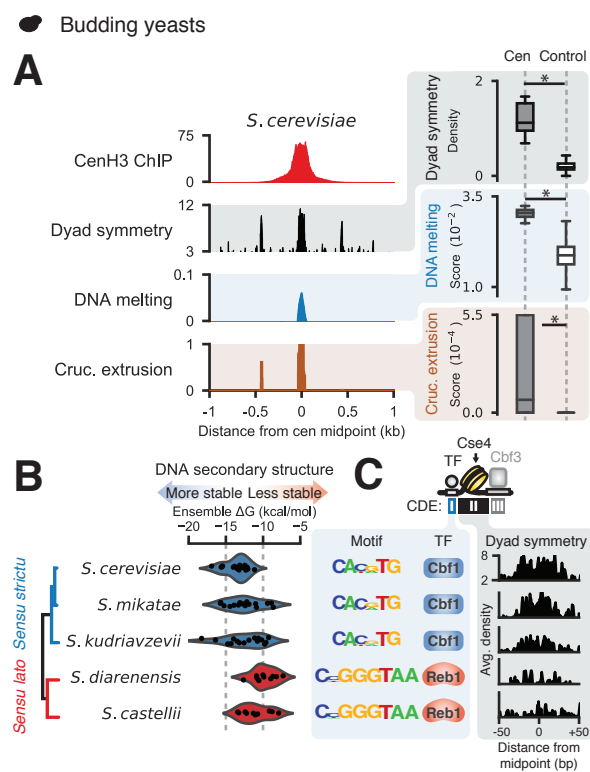 Budding yeasts
A
Cen Control
S.cerevisiae
CenH3 ChIP
75
0
Dyad symmetry
12
3
DNA melting
0.1
0
Cruc. extrusion
1
0
-1 -0.5 0 0.5 1
Distance from cen midpoint (kb)
Dyad symmetry
Density
2
0
*
DNA melting
Score (10⁻²)
3.5
1.0
*
Cruc. extrusion
Score (10⁻⁴)
5.5
0.0
*
B
DNA secondary structure
More stable Less stable
Ensemble ΔG (kcal/mol)
−20 −15 −10 −5
Sensu strictu
Sensu lato
S.cerevisiae
S.mikatae
S.kudriavzevii
S.diarenensis
S.castellii
C
Cse4
TF Cbf3
CDE: I II III
Motif TF Dyad symmetry
CACGTG Cbf1
CACGTG Cbf1
CACGTG Cbf1
GGGTAA Reb1
GGGTAA Reb1
8
2
Avg. density
-50 0 +50
Distance from
midpoint (bp)